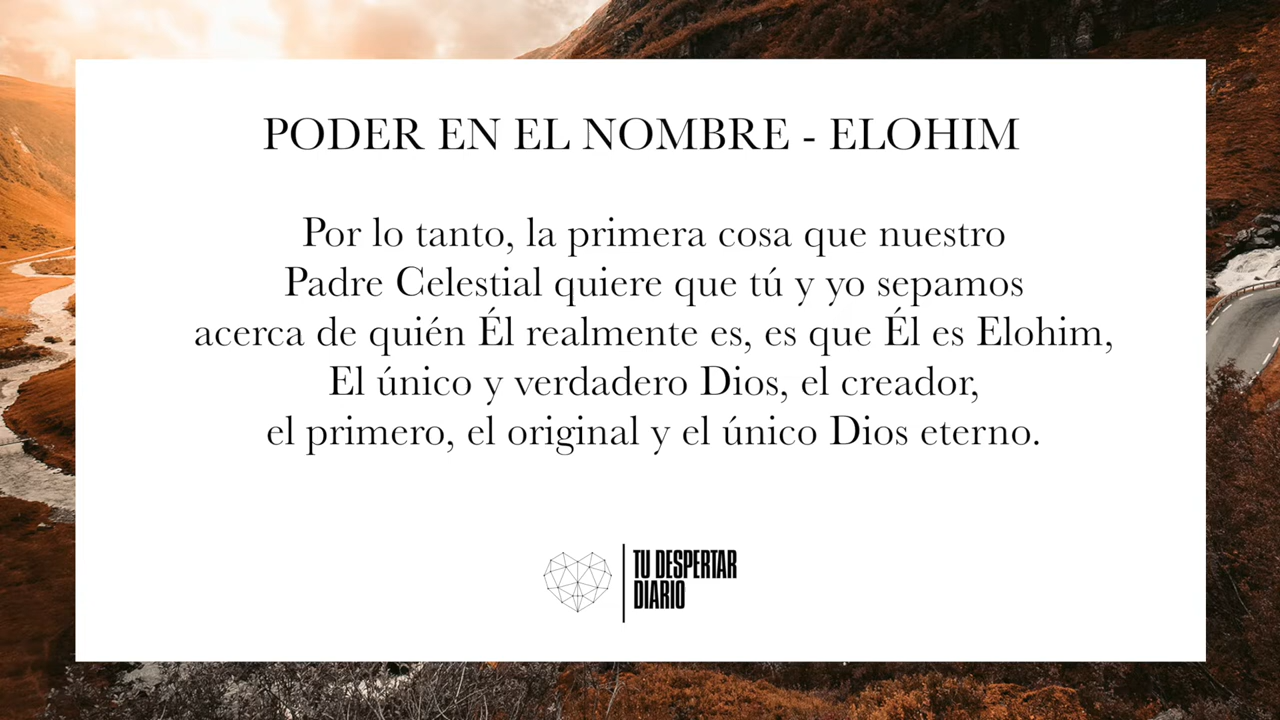 PODER EN EL NOMBRE - ELOHIM
Por lo tanto, la primera cosa que nuestro
Padre Celestial quiere que tú y yo sepamos
acerca de quién Él realmente es, es que Él es Elohim,
El único y verdadero Dios, el creador,
el primero, el original y el único Dios eterno.
TU DESPERTAR
DIARIO